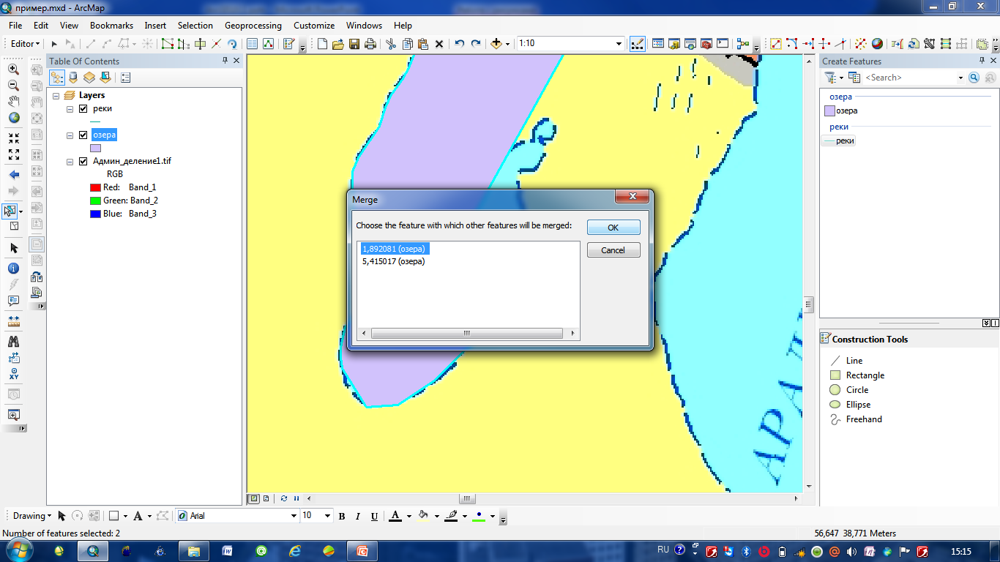 пример.mxd - ArcMap
File Edit View Bookmarks Insert Selection Geoprocessing Customize Windows Help
Editor 1:10
Table Of Contents
Layers
реки
озера
Админ_деление1.tif
RGB
Red: Band_1
Green: Band_2
Blue: Band_3
Merge
Choose the feature with which other features will be merged:
1,892081 (озера)
5,415017 (озера)
OK
Cancel
АРАЛ
Create Features
<Search>
озера
озера
реки
реки
Construction Tools
Line
Rectangle
Circle
Ellipse
Freehand
Drawing A Arial 10 B I U A
Number of features selected: 2 56,647 38,771 Meters
RU 15:15